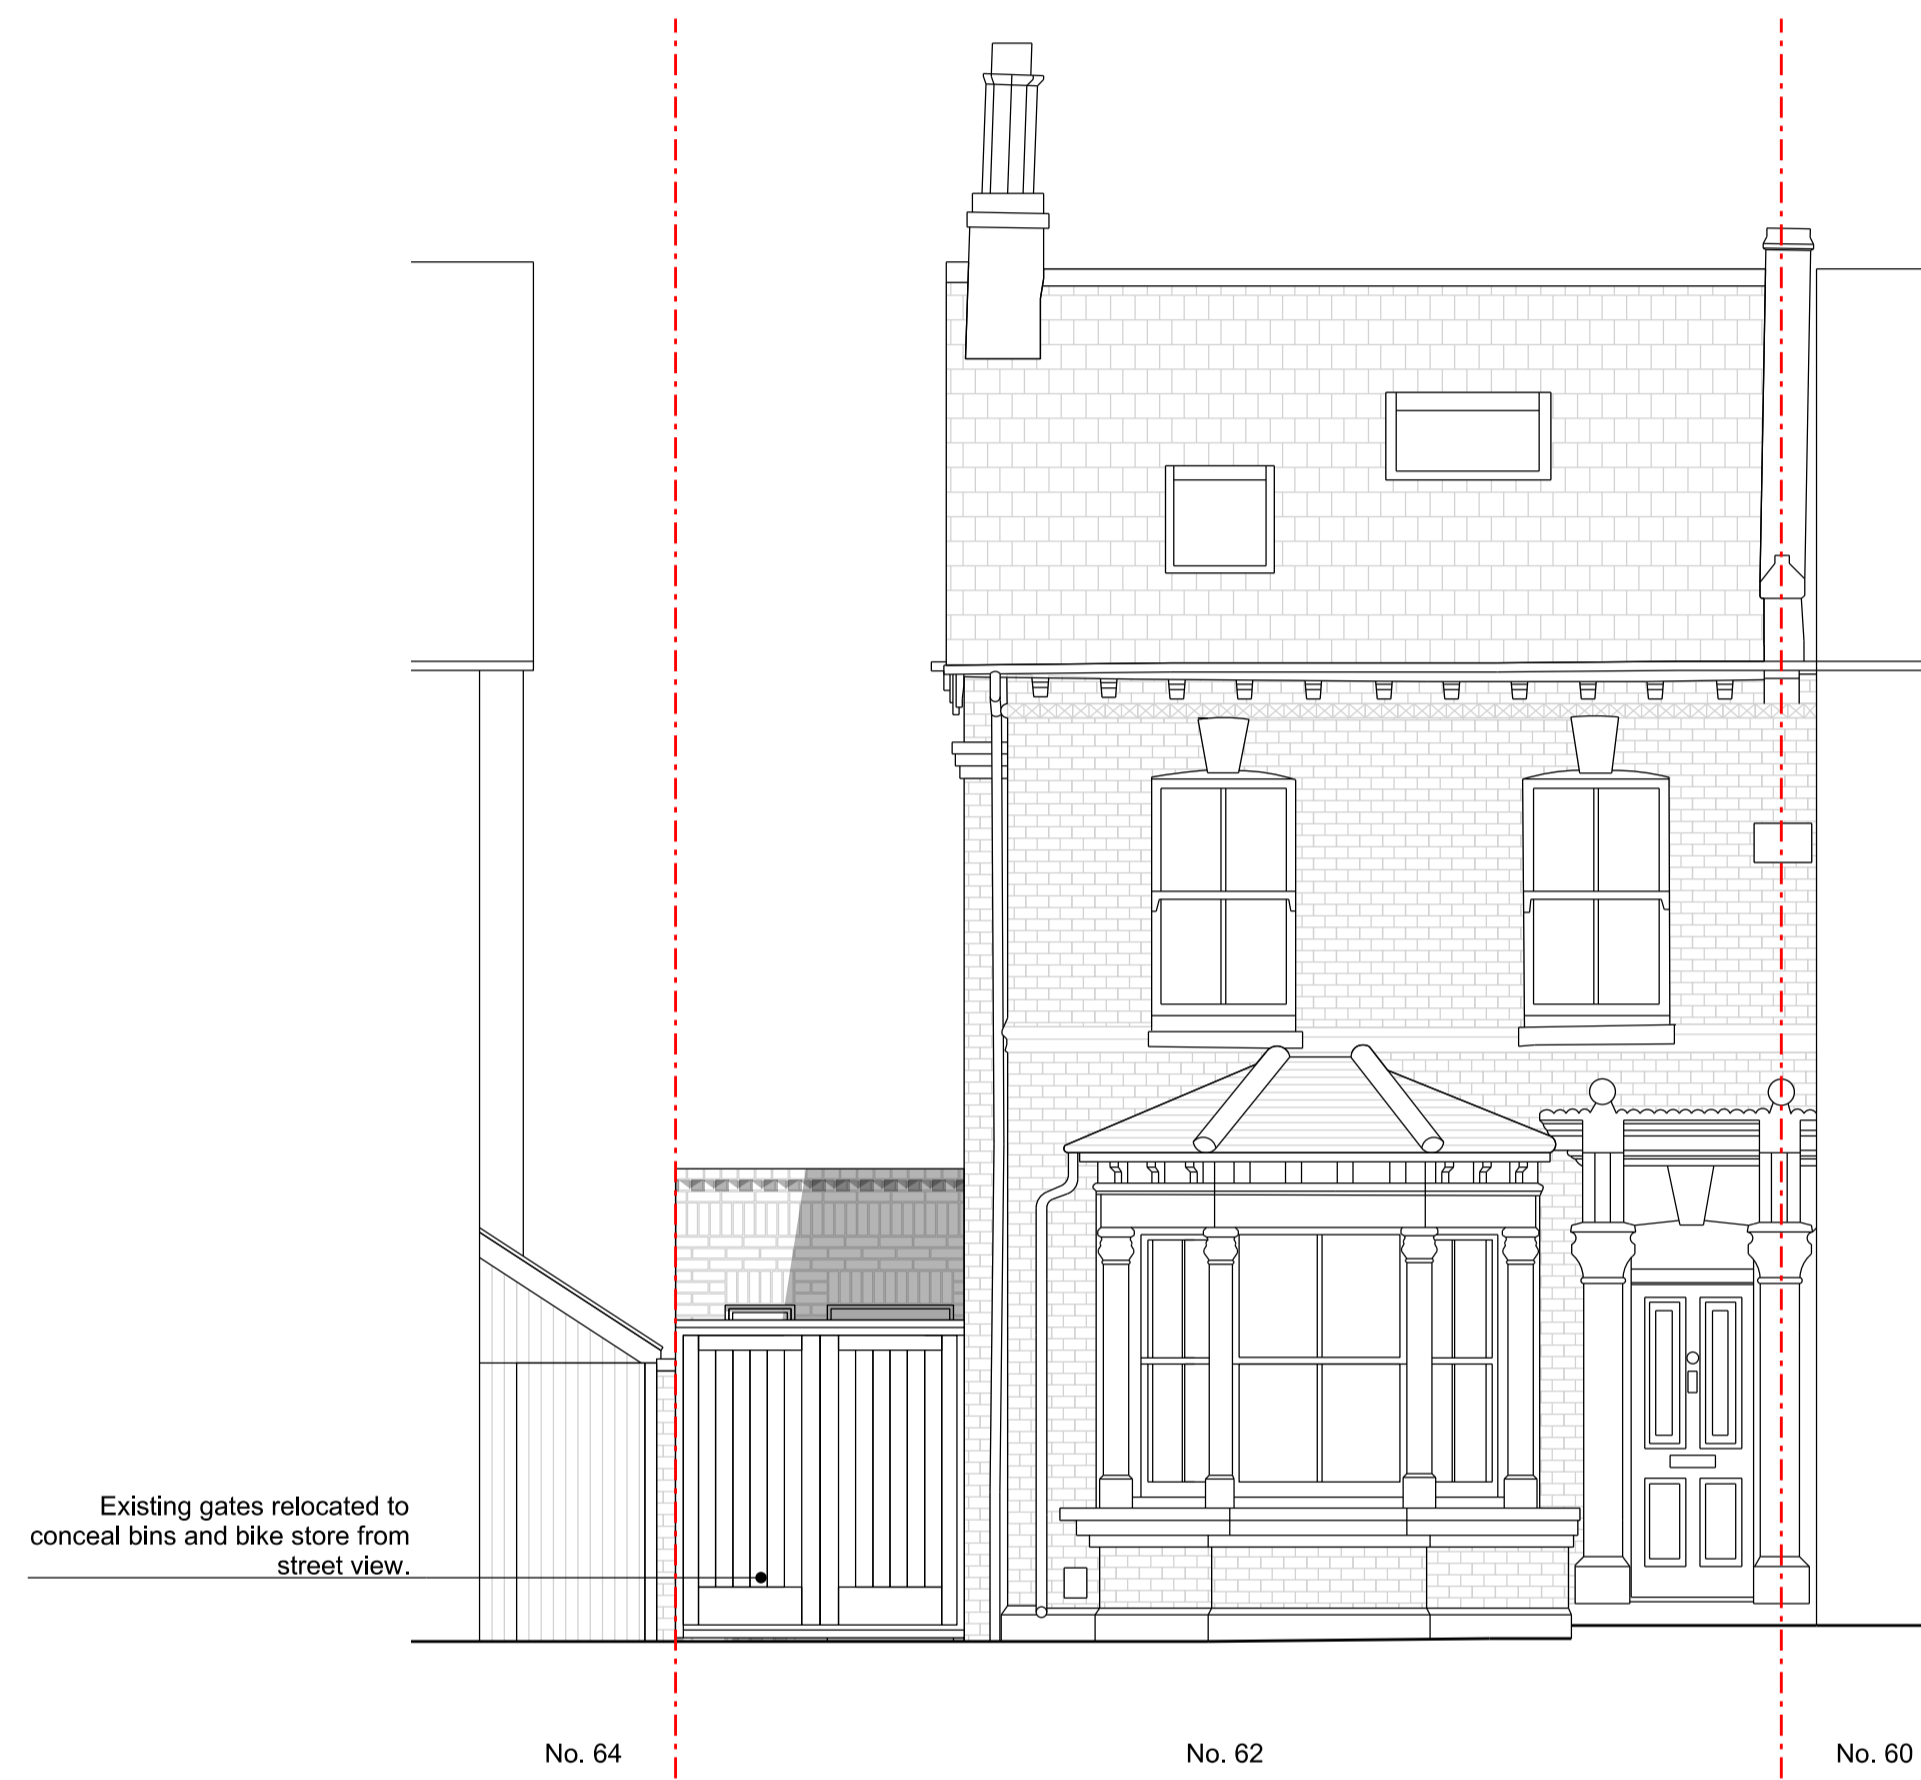 Existing gates relocated to
conceal bins and bike store from
street view.
No. 64
No. 62
No. 60